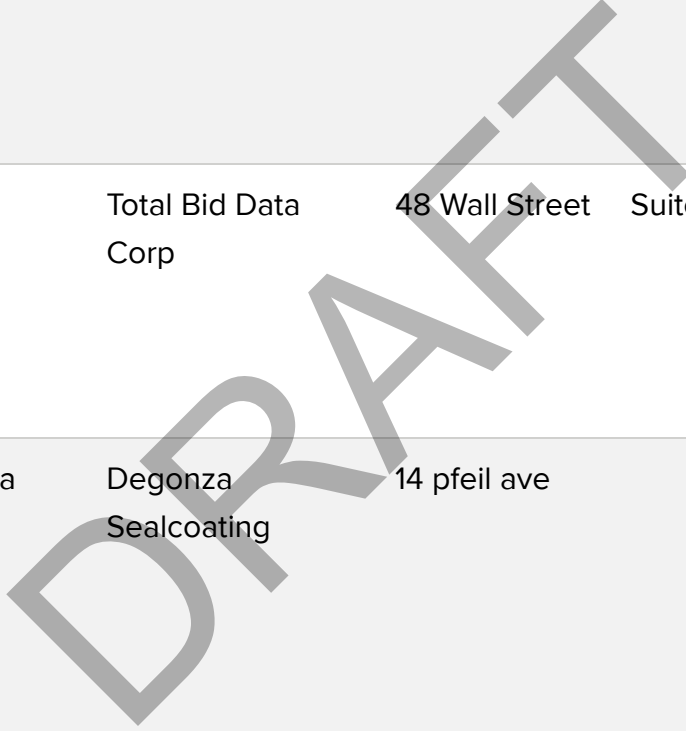 Total Bid Data 48 Wall Street
Corp
a Degonza 14 pfeil ave
Sealcoating
DRAFT